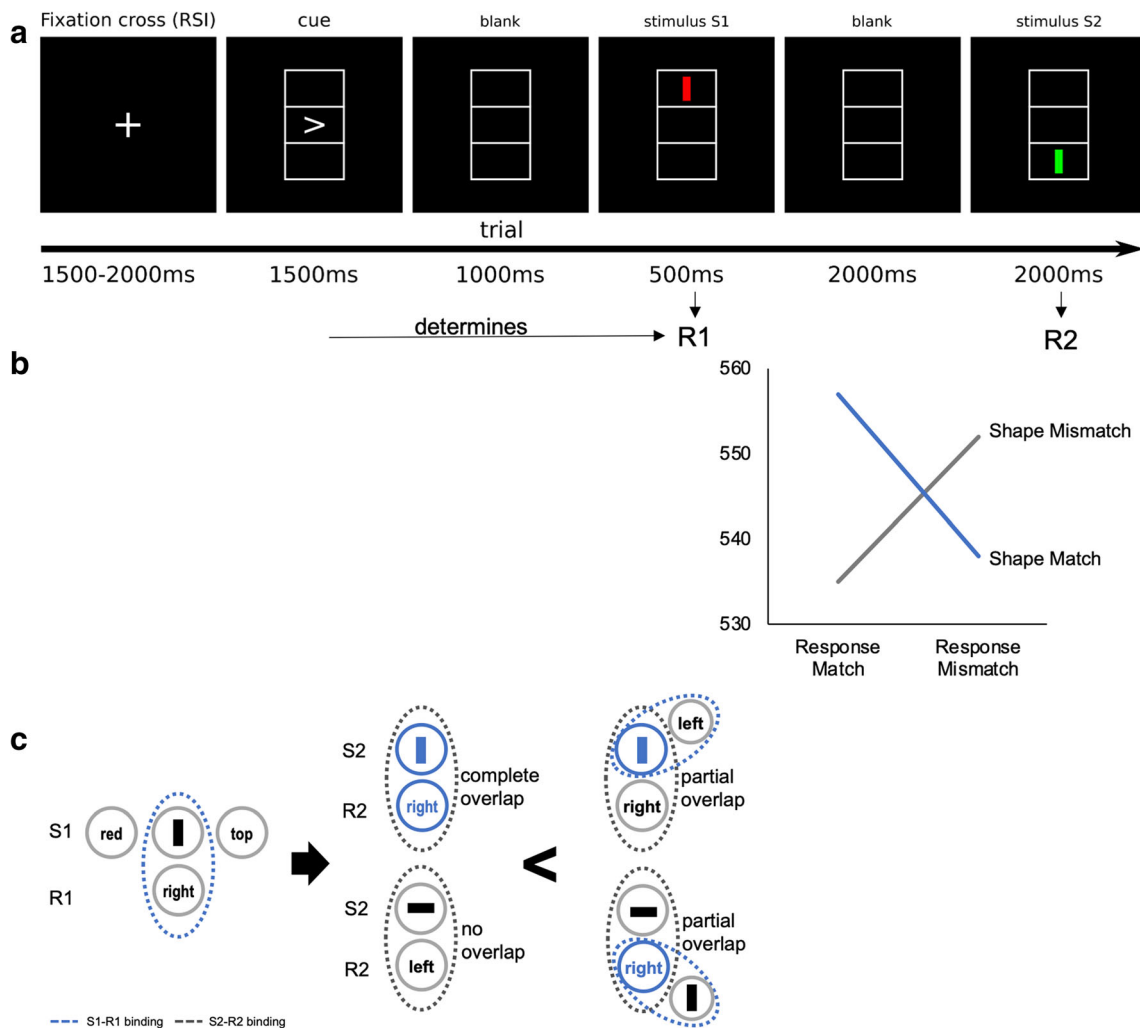 a
Fixation cross (RSI) cue blank stimulus S1 blank stimulus S2
+ >
trial
1500-2000ms 1500ms 1000ms 500ms 2000ms 2000ms
determines R1 R2
b
560
550
540
530
Shape Mismatch
Shape Match
Response Match
Response Mismatch
c
S1 red top
R1 right
S2
R2 right
complete
overlap
S2
R2 left
no
overlap
<
left
right
partial
overlap
right
partial
overlap
S1-R1 binding S2-R2 binding